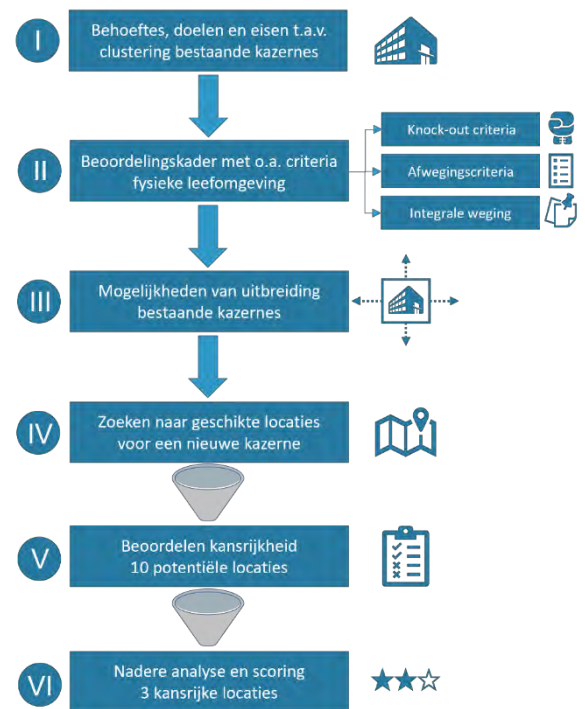 I
Behoeftes, doelen en eisen t.a.v.
clustering bestaande kazernes
II
Beoordelingskader met o.a. criteria
fysieke leefomgeving
Knock-out criteria
Afwegingscriteria
Integrale weging
III
Mogelijkheden van uitbreiding
bestaande kazernes
IV
Zoeken naar geschikte locaties
voor een nieuwe kazerne
V
Beoordelen kansrijkheid
10 potentiële locaties
VI
Nadere analyse en scoring
3 kansrijke locaties